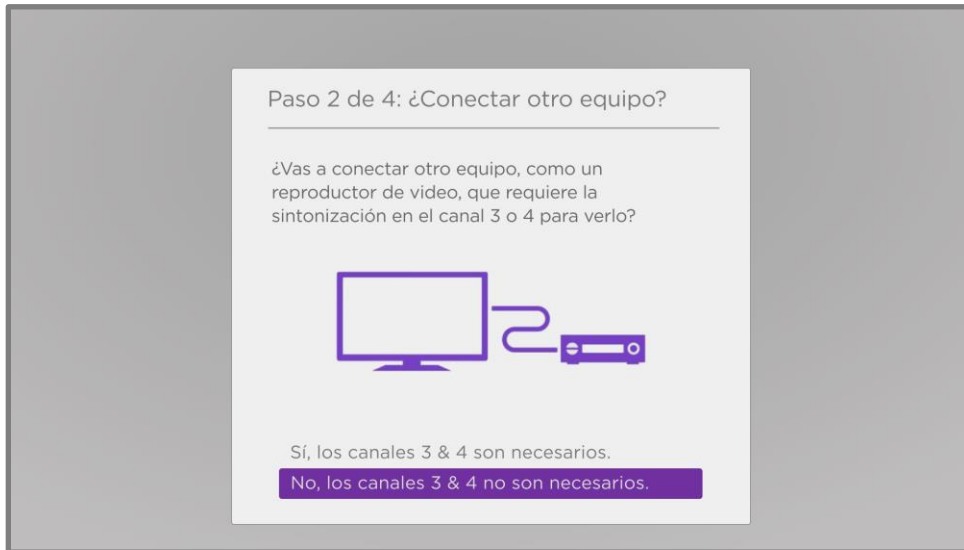 Paso 2 de 4: ¿Conectar otro equipo?
¿Vas a conectar otro equipo, como un
reproductor de video, que requiere la
sintonización en el canal 3 o 4 para verlo?
Sí, los canales 3 & 4 son necesarios.
No, los canales 3 & 4 no son necesarios.